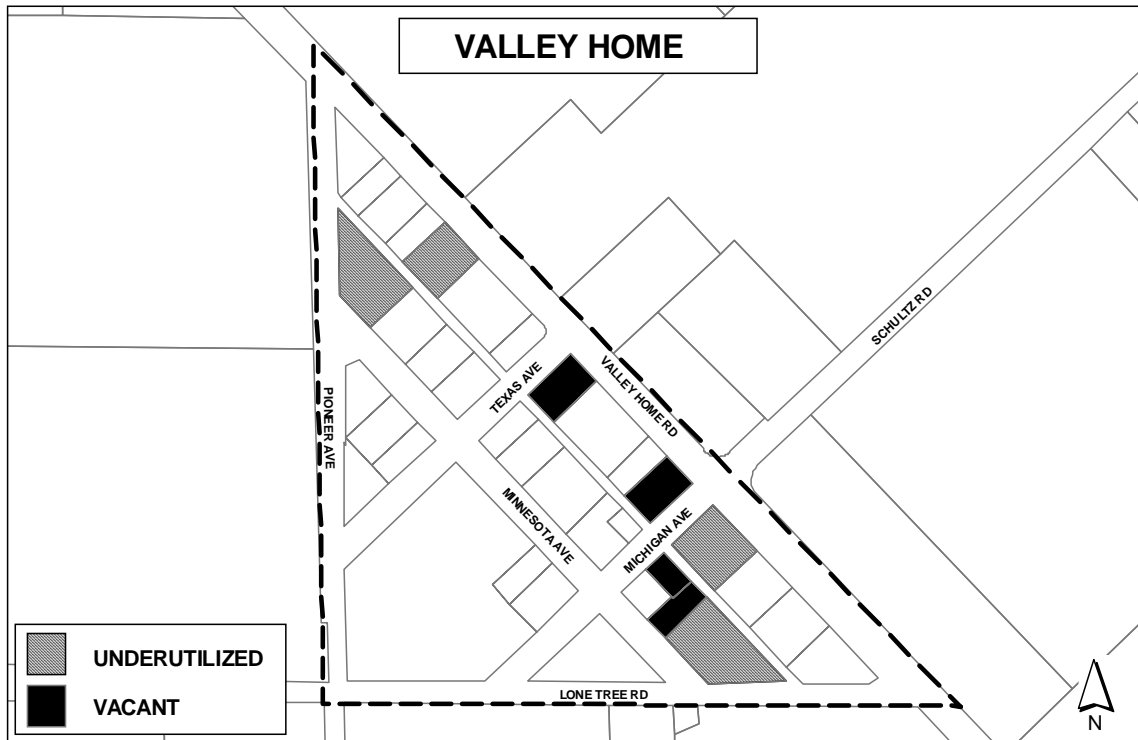 VALLEY HOME
SCHULTZ RD
VALLEY HOME RD
TEXAS AVE
PIONEER AVE
MINNESOTA AVE
MICHIGAN AVE
LONE TREE RD
UNDERUTILIZED
VACANT
N